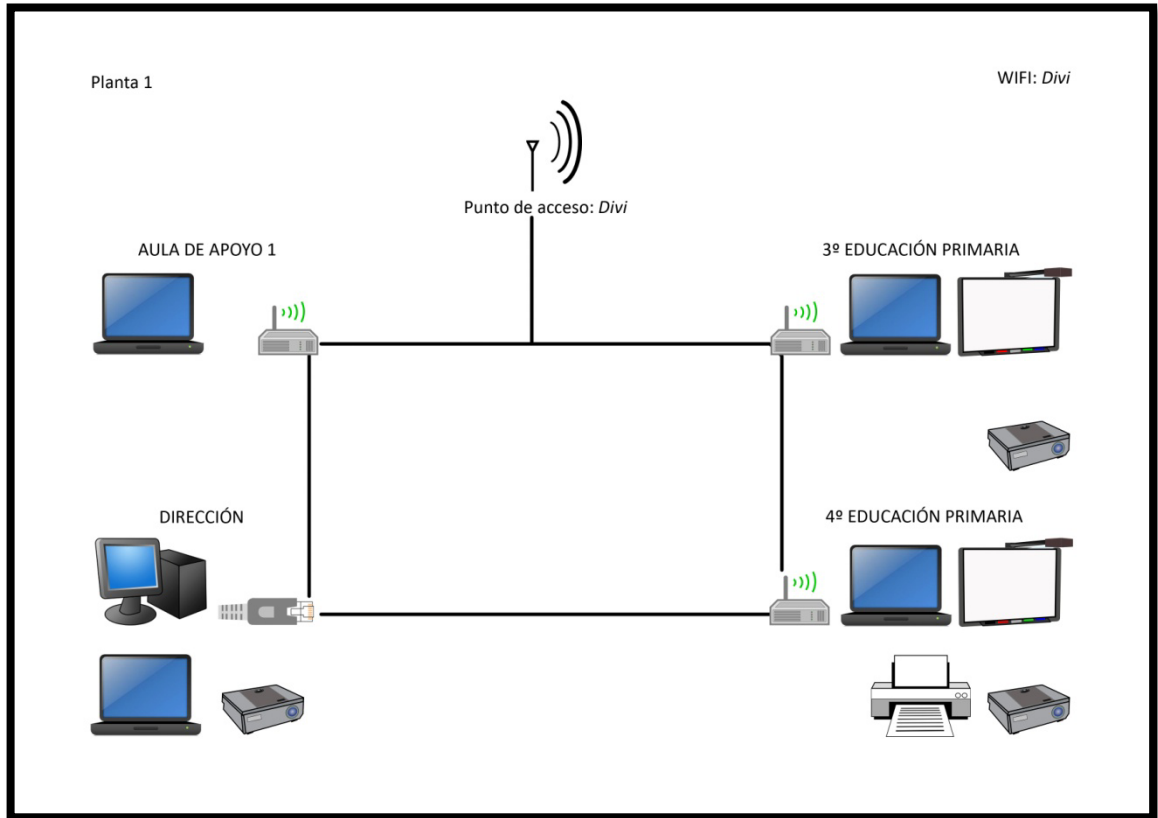 Planta 1
WIFI: Divi
Punto de acceso: Divi
AULA DE APOYO 1
3º EDUCACIÓN PRIMARIA
DIRECCIÓN
4º EDUCACIÓN PRIMARIA